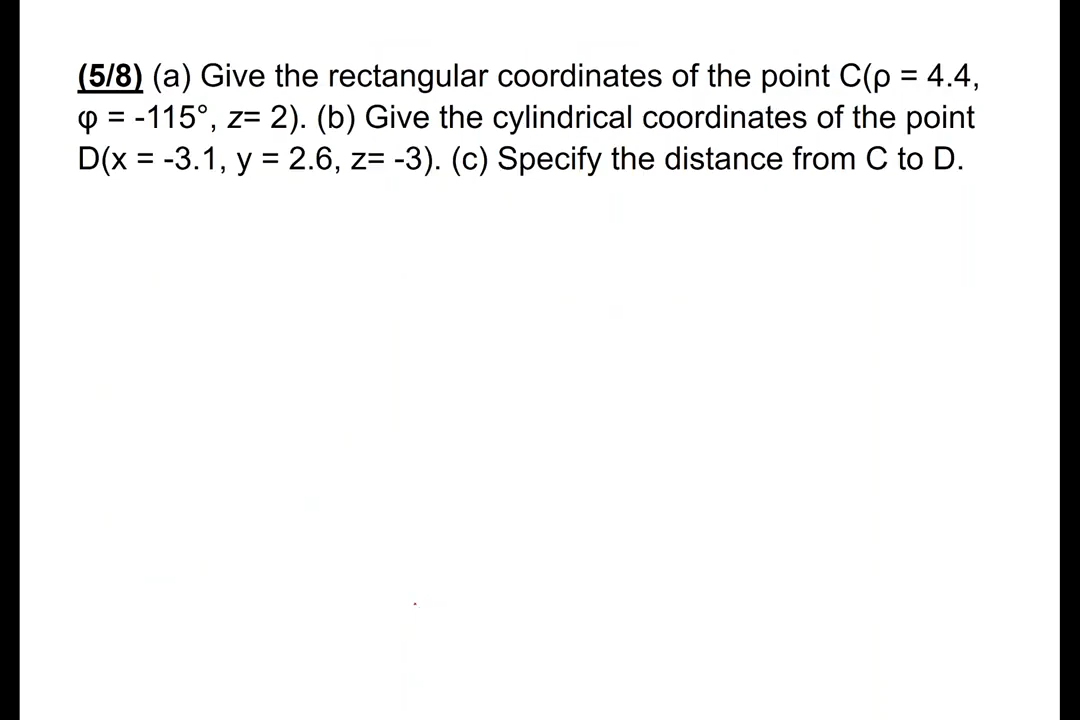 (5/8) (a) Give the rectangular coordinates of the point C(ρ = 4.4,
φ = -115°, z= 2). (b) Give the cylindrical coordinates of the point
D(x = -3.1, y = 2.6, z= -3). (c) Specify the distance from C to D.